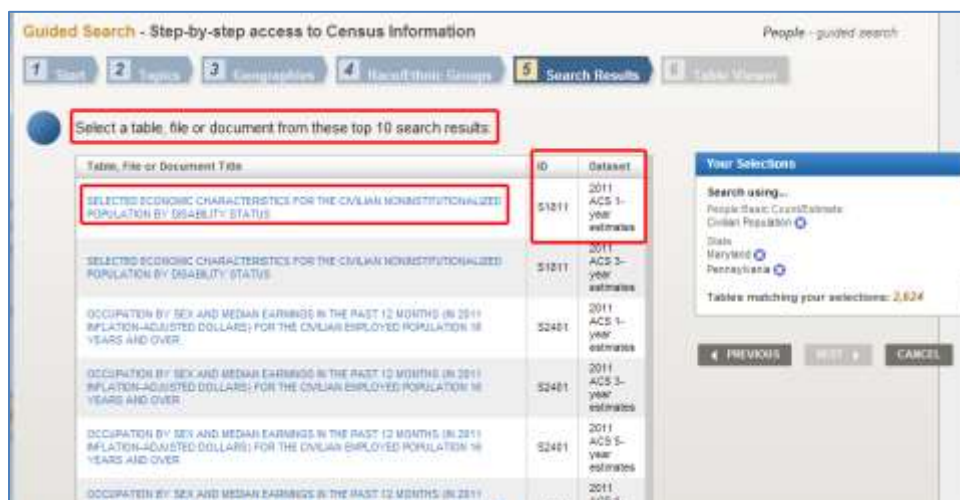 Guided Search - Step-by-step access to Census Information
People - guided search
1 Start 2 Topics 3 Geographies 4 Race/Ethnic Groups 5 Search Results 6 Table Viewer
Select a table, file or document from these top 10 search results:
Table, File or Document Title ID Dataset
SELECTED ECONOMIC CHARACTERISTICS FOR THE CIVILIAN NONINSTITUTIONALIZED
POPULATION BY DISABILITY STATUS
S1811
2011
ACS 1-
year
estimates
SELECTED ECONOMIC CHARACTERISTICS FOR THE CIVILIAN NONINSTITUTIONALIZED
POPULATION BY DISABILITY STATUS
S1811
2011
ACS 3-
year
estimates
OCCUPATION BY SEX AND MEDIAN EARNINGS IN THE PAST 12 MONTHS (IN 2011
INFLATION-ADJUSTED DOLLARS) FOR THE CIVILIAN EMPLOYED POPULATION 16
YEARS AND OVER
S2401
2011
ACS 1-
year
estimates
OCCUPATION BY SEX AND MEDIAN EARNINGS IN THE PAST 12 MONTHS (IN 2011
INFLATION-ADJUSTED DOLLARS) FOR THE CIVILIAN EMPLOYED POPULATION 16
YEARS AND OVER
S2401
2011
ACS 3-
year
estimates
OCCUPATION BY SEX AND MEDIAN EARNINGS IN THE PAST 12 MONTHS (IN 2011
INFLATION-ADJUSTED DOLLARS) FOR THE CIVILIAN EMPLOYED POPULATION 16
YEARS AND OVER
S2401
2011
ACS 5-
year
estimates
OCCUPATION BY SEX AND MEDIAN EARNINGS IN THE PAST 12 MONTHS (IN 2011
2011
Your Selections
Search using...
People:Basic Count/Estimate
Civilian Population
State
Maryland
Pennsylvania
Tables matching your selections: 2,624
PREVIOUS NEXT CANCEL